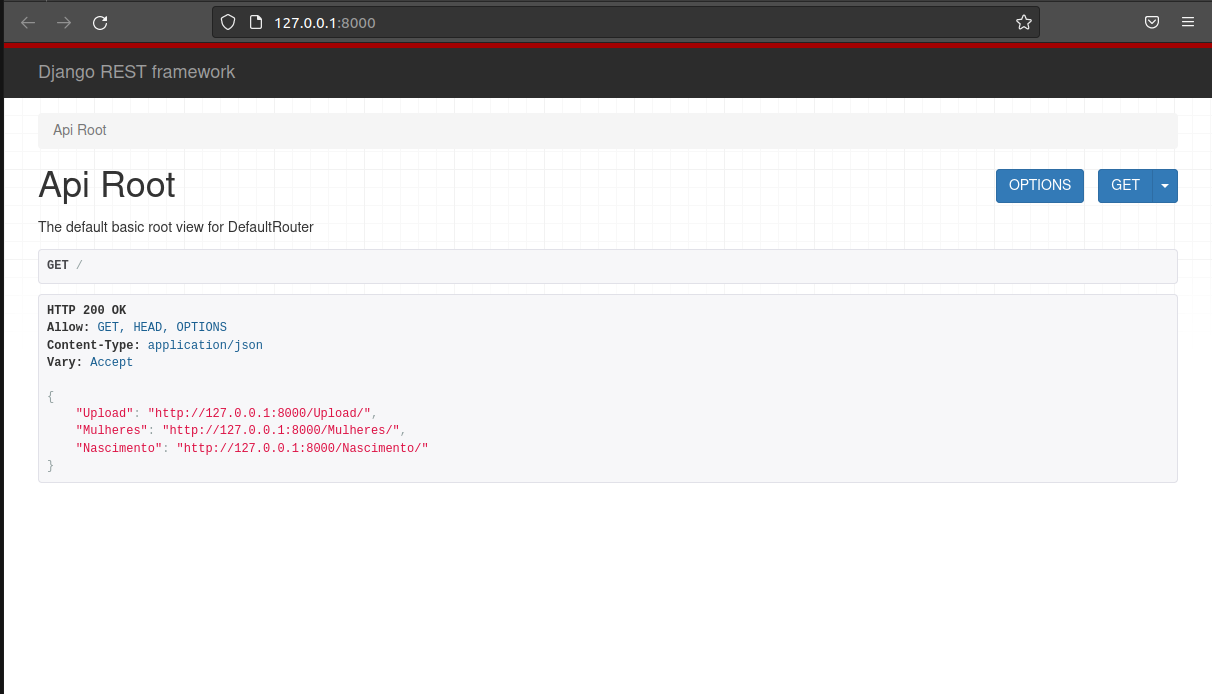 127.0.0.1:8000
Django REST framework
Api Root
Api Root
OPTIONS
GET
The default basic root view for DefaultRouter
GET /
HTTP 200 OK
Allow: GET, HEAD, OPTIONS
Content-Type: application/json
Vary: Accept
{
    "Upload": "http://127.0.0.1:8000/Upload/",
    "Mulheres": "http://127.0.0.1:8000/Mulheres/",
    "Nascimento": "http://127.0.0.1:8000/Nascimento/"
}